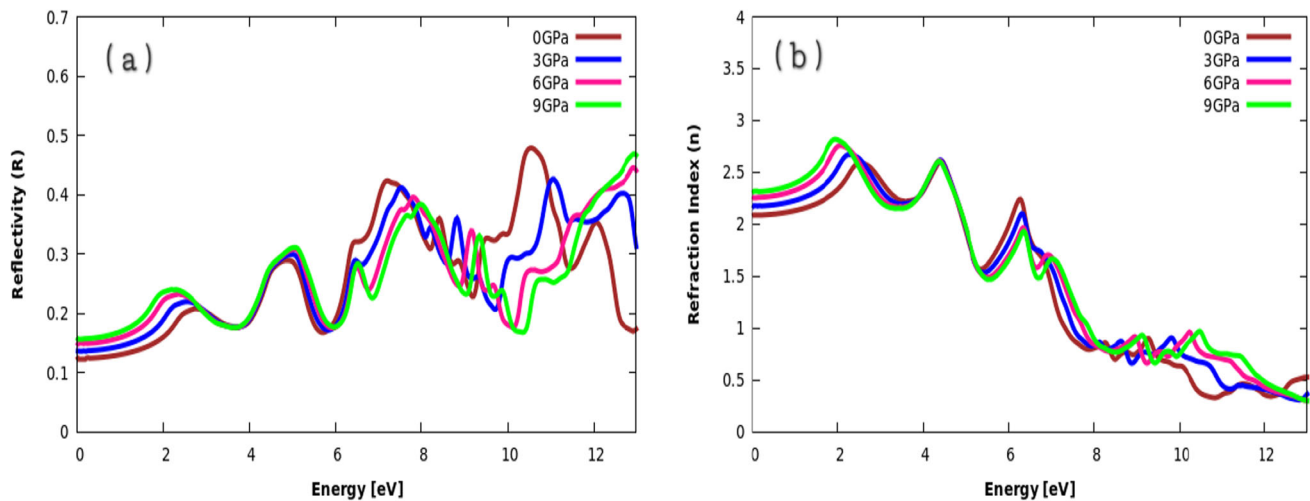 0.7
0.6
0.5
0.4
0.3
0.2
0.1
0
0 2 4 6 8 10 12
Reflectivity (R)
Energy [eV]
(a)
0GPa
3GPa
6GPa
9GPa
4
3.5
3
2.5
2
1.5
1
0.5
0
0 2 4 6 8 10 12
Refraction Index (n)
Energy [eV]
(b)
0GPa
3GPa
6GPa
9GPa